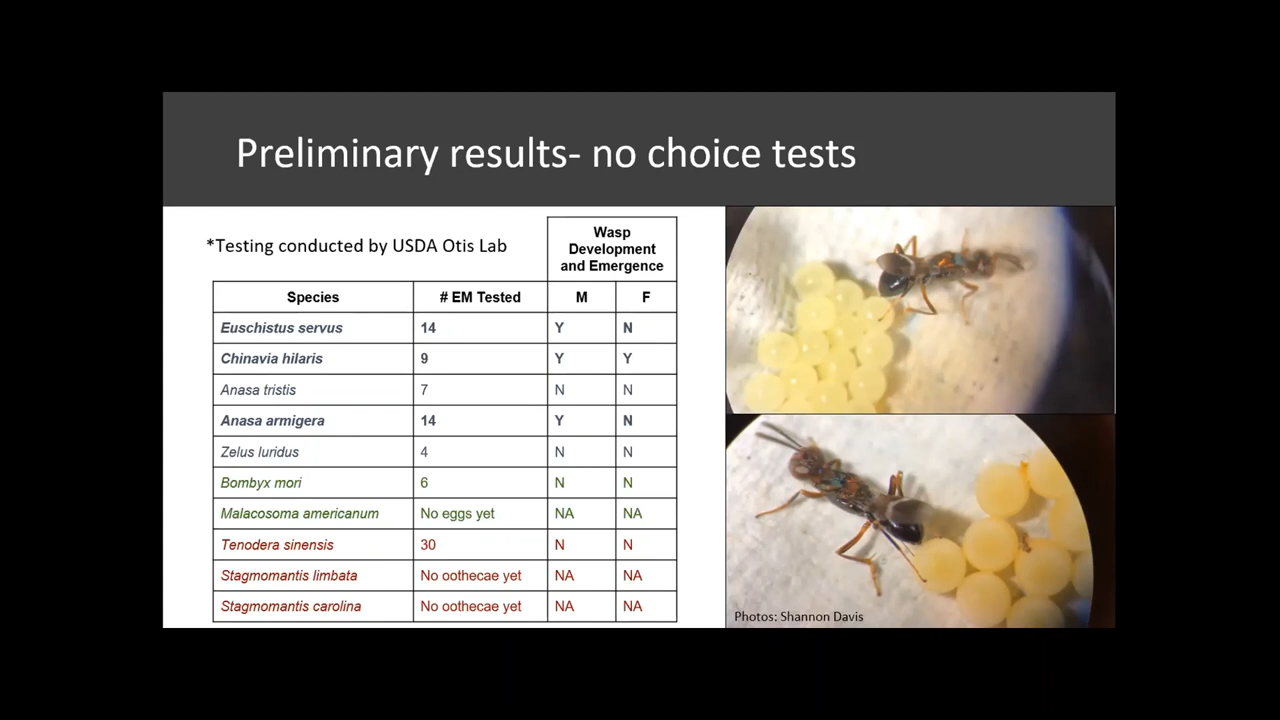 Preliminary results- no choice tests
*Testing conducted by USDA Otis Lab
Wasp
Development
and Emergence
Species # EM Tested M F
Euschistus servus 14 Y N
Chinavia hilaris 9 Y Y
Anasa tristis 7 N N
Anasa armigera 14 Y N
Zelus luridus 4 N N
Bombyx mori 6 N N
Malacosoma americanum No eggs yet NA NA
Tenodera sinensis 30 N N
Stagmomantis limbata No oothecae yet NA NA
Stagmomantis carolina No oothecae yet NA NA
Photos: Shannon Davis